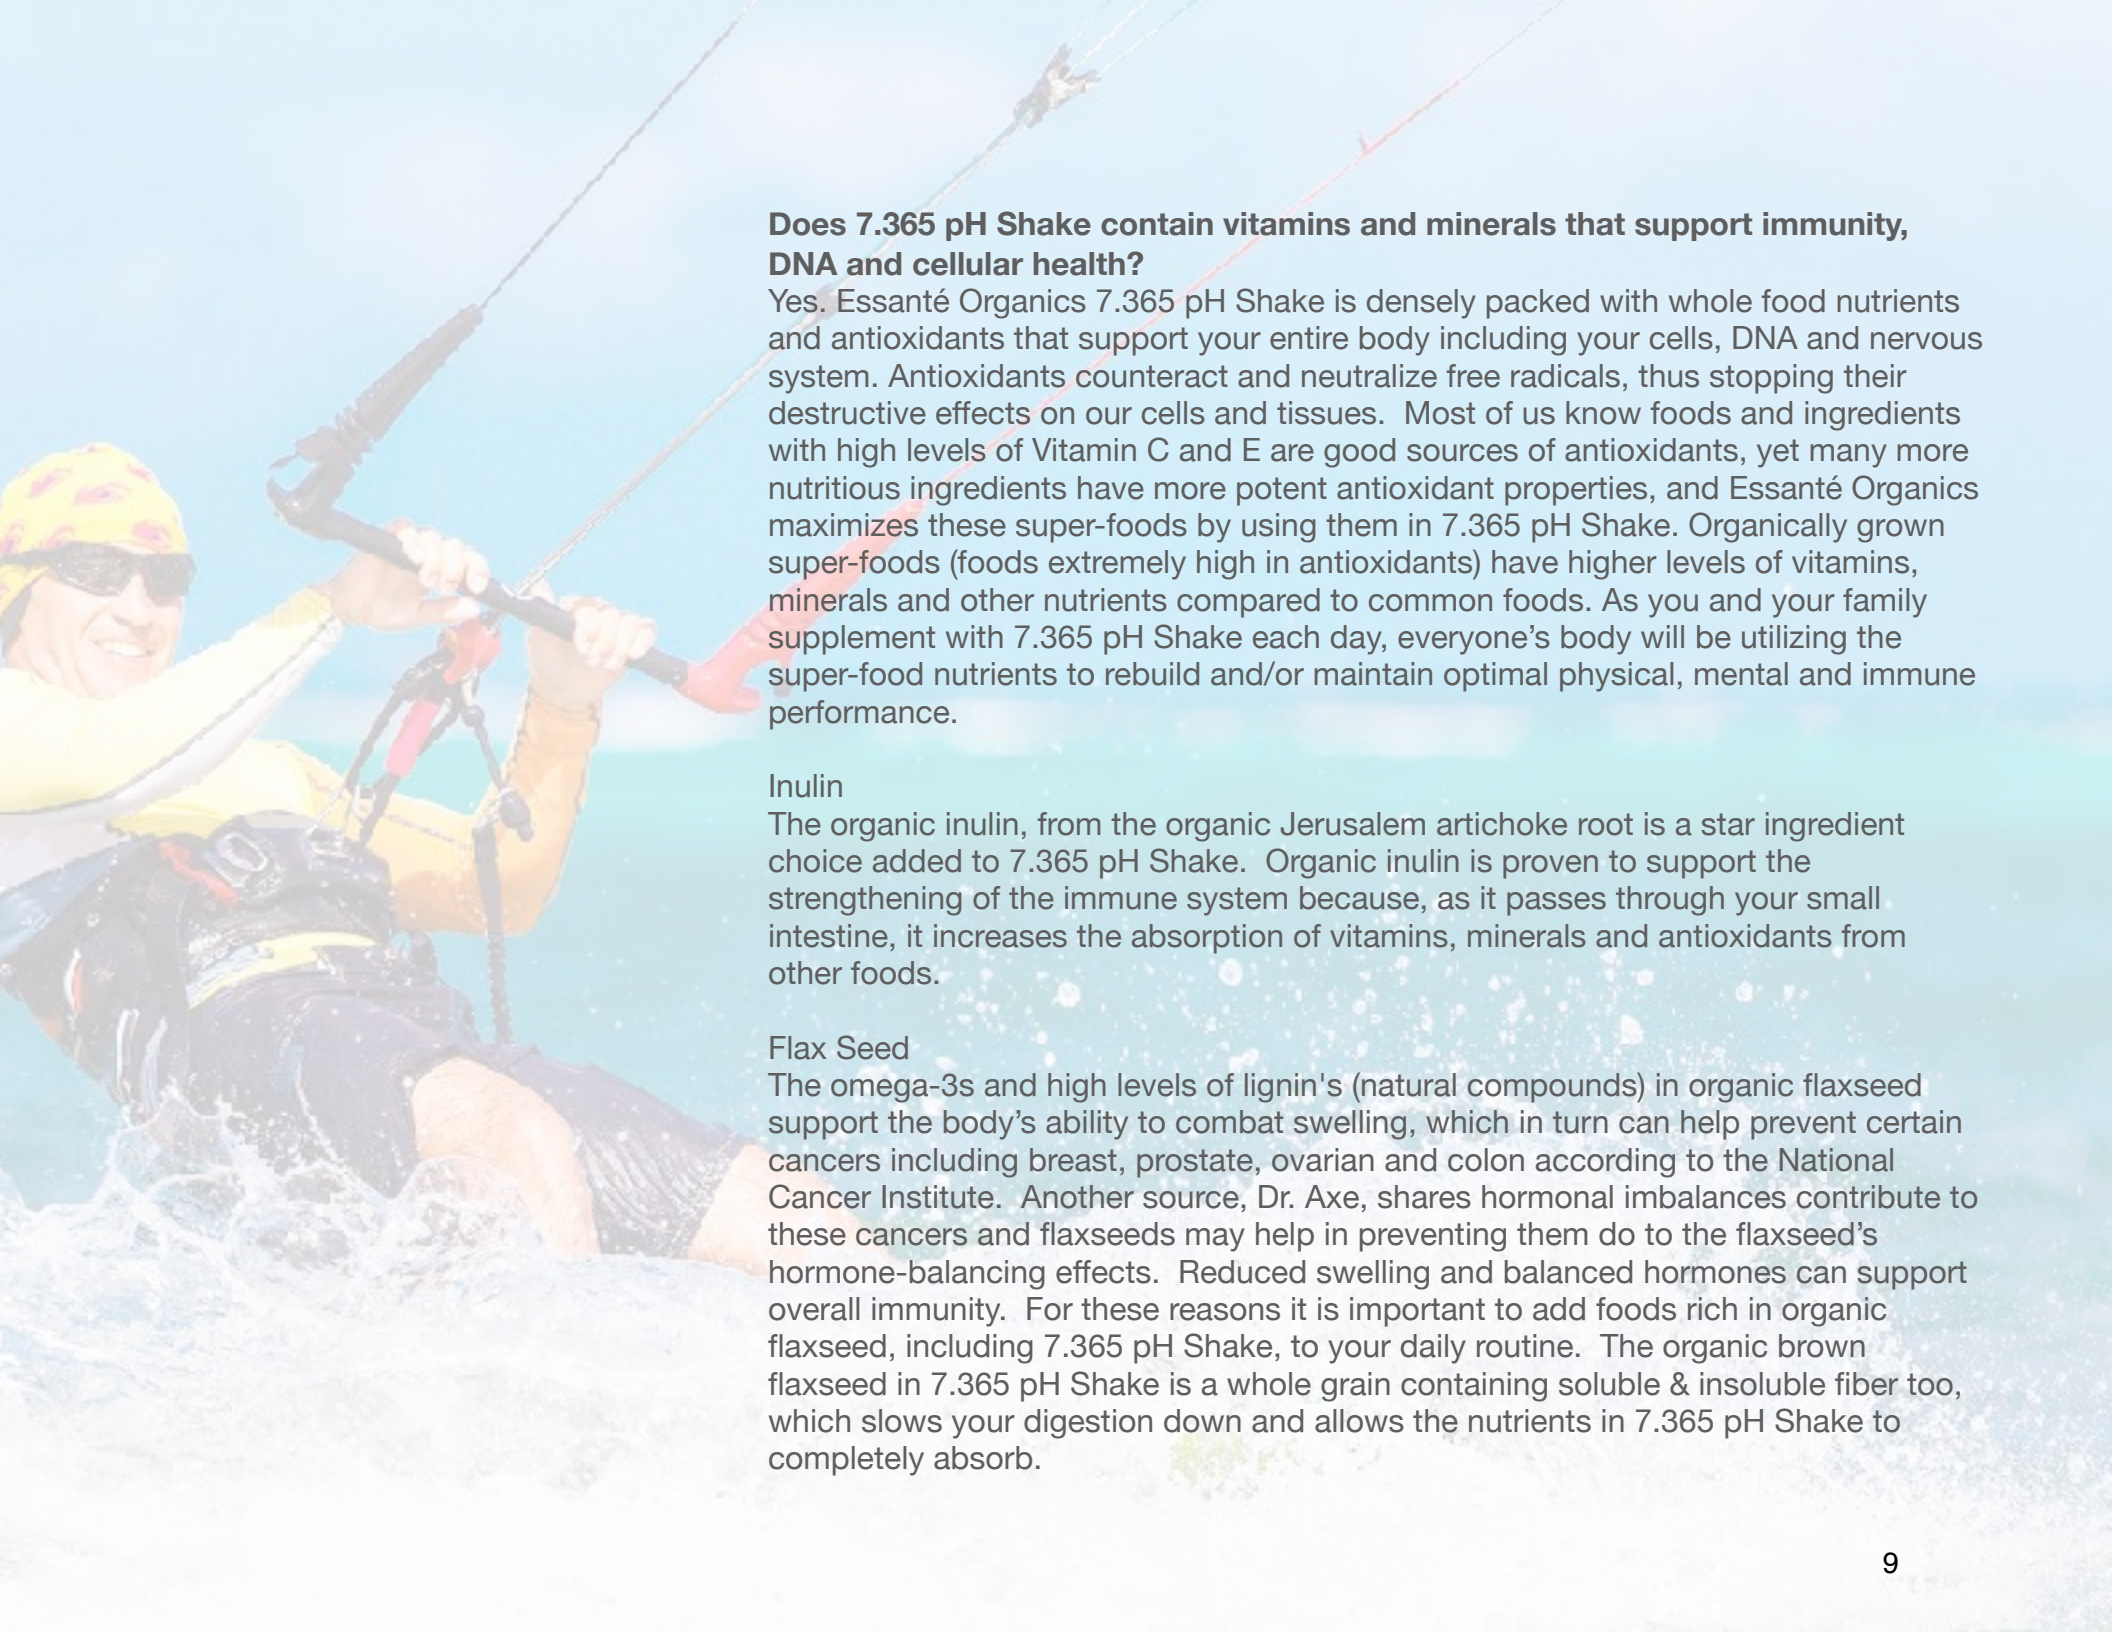 Does 7.365 pH Shake contain vitamins and minerals that support immunity,
DNA and cellular health?
Yes. Essanté Organics 7.365 pH Shake is densely packed with whole food nutrients
and antioxidants that support your entire body including your cells, DNA and nervous
system. Antioxidants counteract and neutralize free radicals, thus stopping their
destructive effects on our cells and tissues.  Most of us know foods and ingredients
with high levels of Vitamin C and E are good sources of antioxidants, yet many more
nutritious ingredients have more potent antioxidant properties, and Essanté Organics
maximizes these super-foods by using them in 7.365 pH Shake. Organically grown
super-foods (foods extremely high in antioxidants) have higher levels of vitamins,
minerals and other nutrients compared to common foods. As you and your family
supplement with 7.365 pH Shake each day, everyone’s body will be utilizing the
super-food nutrients to rebuild and/or maintain optimal physical, mental and immune
performance.
Inulin
The organic inulin, from the organic Jerusalem artichoke root is a star ingredient
choice added to 7.365 pH Shake.  Organic inulin is proven to support the
strengthening of the immune system because, as it passes through your small
intestine, it increases the absorption of vitamins, minerals and antioxidants from
other foods.
Flax Seed
The omega-3s and high levels of lignin's (natural compounds) in organic flaxseed
support the body’s ability to combat swelling, which in turn can help prevent certain
cancers including breast, prostate, ovarian and colon according to the National
Cancer Institute.  Another source, Dr. Axe, shares hormonal imbalances contribute to
these cancers and flaxseeds may help in preventing them do to the flaxseed’s
hormone-balancing effects.  Reduced swelling and balanced hormones can support
overall immunity.  For these reasons it is important to add foods rich in organic
flaxseed, including 7.365 pH Shake, to your daily routine.  The organic brown
flaxseed in 7.365 pH Shake is a whole grain containing soluble & insoluble fiber too,
which slows your digestion down and allows the nutrients in 7.365 pH Shake to
completely absorb.
9